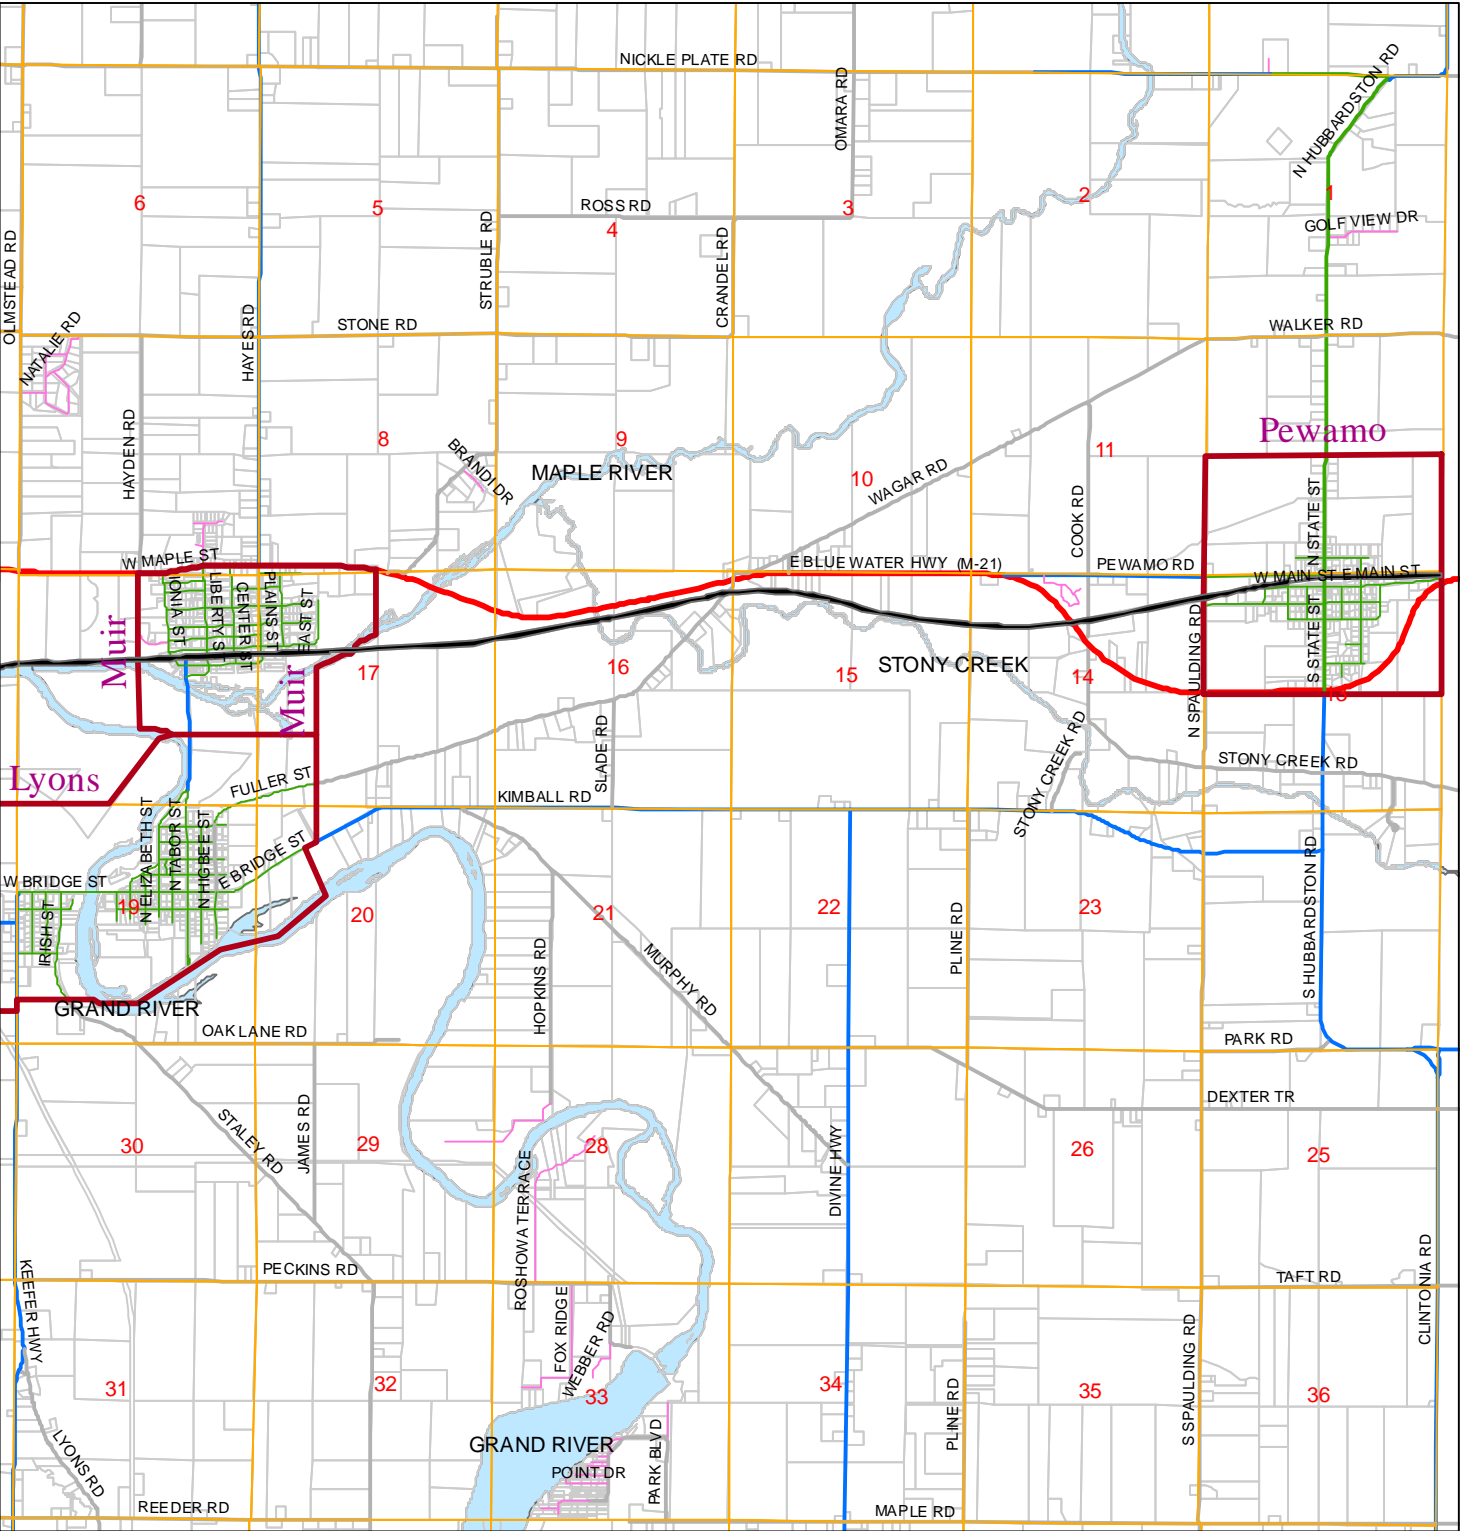 NICKLE PLATE RD
N HUBBARDSTON RD
OMARA RD
6
5
ROSS RD
3
2
1
4
GOLF VIEW DR
OLMSTEAD RD
STRUBLE RD
CRANDEL RD
HAYES RD
STONE RD
WALKER RD
NATALIE RD
HAYDEN RD
8
9
Pewamo
11
BRANDI DR
MAPLE RIVER
10
WAGAR RD
COOK RD
N STATE ST
W MAPLE ST
E BLUE WATER HWY (M-21)
PEWAMO RD
W MAIN ST
E MAIN ST
IONIA ST
LIBERTY ST
CENTER ST
PLAINS ST
EAST ST
Muir
Muir
17
16
15
STONY CREEK
14
N SPAULDING RD
S STATE ST
13
Lyons
FULLER ST
SLADE RD
STONY CREEK RD
STONY CREEK RD
KIMBALL RD
N ELIZABETH ST
N TABOR ST
N HIGBEE ST
E BRIDGE ST
W BRIDGE ST
19
IRISH ST
20
21
22
23
PLINE RD
S HUBBARDSTON RD
HOPKINS RD
MURPHY RD
GRAND RIVER
OAK LANE RD
PARK RD
DEXTER TR
STALEY RD
JAMES RD
30
29
28
DIVINE HWY
26
25
ROSHOWA TERRACE
KEEFER HWY
PECKINS RD
TAFT RD
CLINTONIA RD
FOX RIDGE
WEBBER RD
31
32
33
34
35
36
PLINE RD
S SPAULDING RD
LYONS RD
GRAND RIVER
PARK BLVD
POINT DR
REEDER RD
MAPLE RD